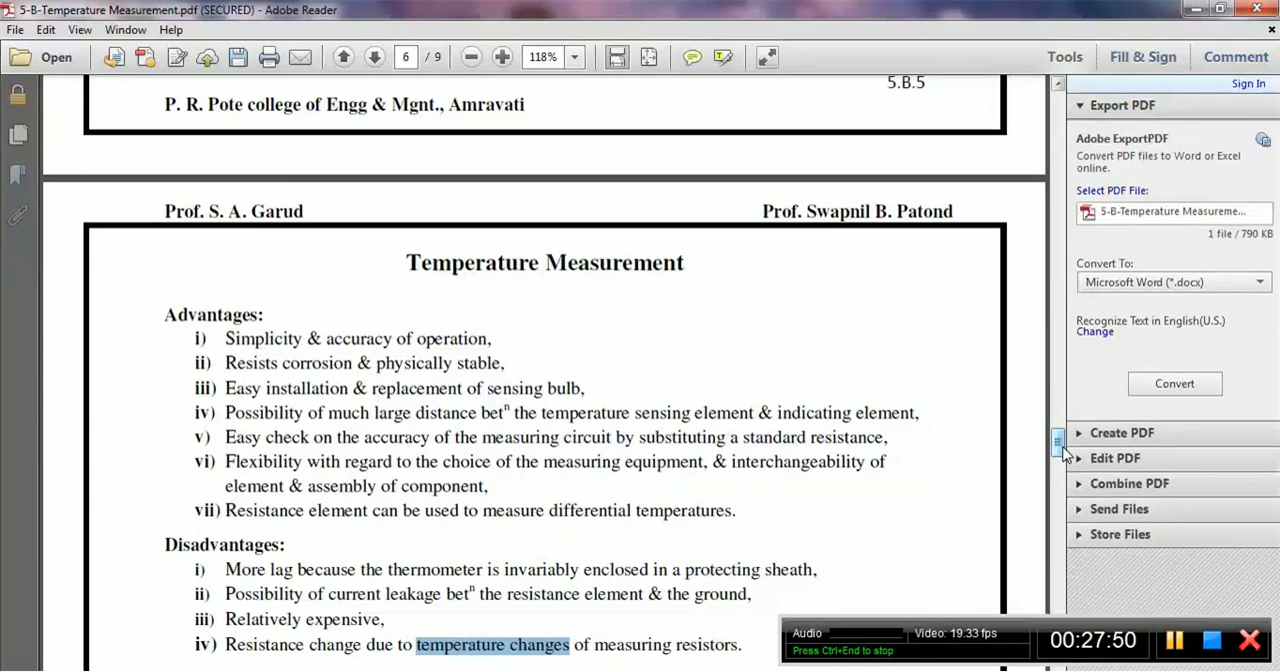 5-B-Temperature Measurement.pdf (SECURED) - Adobe Reader
File Edit View Window Help
Open 6 / 9 118% Tools Fill & Sign Comment
Sign In
5.B.5
P. R. Pote college of Engg & Mgnt., Amravati
Prof. S. A. Garud Prof. Swapnil B. Patond
Temperature Measurement
Advantages:
i) Simplicity & accuracy of operation,
ii) Resists corrosion & physically stable,
iii) Easy installation & replacement of sensing bulb,
iv) Possibility of much large distance betⁿ the temperature sensing element & indicating element,
v) Easy check on the accuracy of the measuring circuit by substituting a standard resistance,
vi) Flexibility with regard to the choice of the measuring equipment, & interchangeability of
element & assembly of component,
vii) Resistance element can be used to measure differential temperatures.
Disadvantages:
i) More lag because the thermometer is invariably enclosed in a protecting sheath,
ii) Possibility of current leakage betⁿ the resistance element & the ground,
iii) Relatively expensive,
iv) Resistance change due to temperature changes of measuring resistors.
Export PDF
Adobe ExportPDF
Convert PDF files to Word or Excel
online.
Select PDF File:
5-B-Temperature Measureme...
1 file / 790 KB
Convert To:
Microsoft Word (*.docx)
Recognize Text in English(U.S.)
Change
Convert
Create PDF
Edit PDF
Combine PDF
Send Files
Store Files
Audio Video: 19.33 fps
Press Ctrl+End to stop
00:27:50